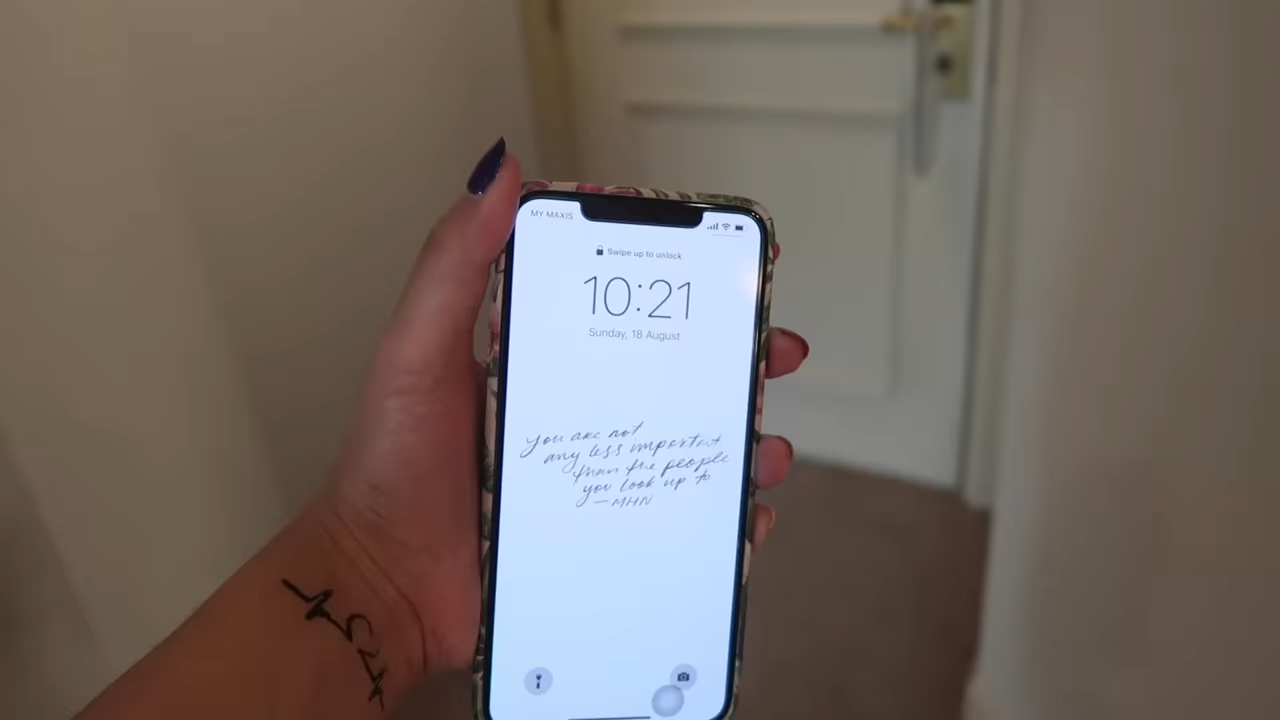 MY MAXIS
Swipe up to unlock
10:21
Sunday, 18 August
you are not
any less important
than the people
you look up to
—MHN